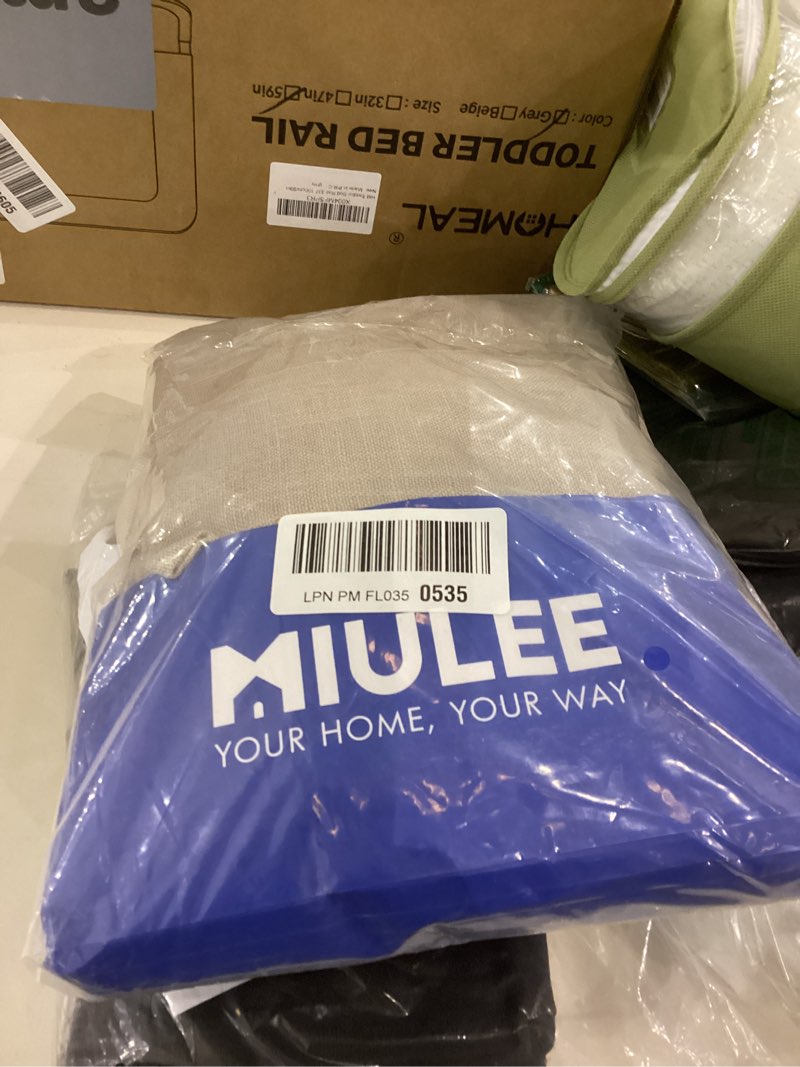 HOMEAL®
TODDLER BED RAIL
Color: ☑Grey ☐Beige Size: ☐32in ☐47in ☑59in
605
LPN PM FL035 0535
MIULEE
YOUR HOME, YOUR WAY